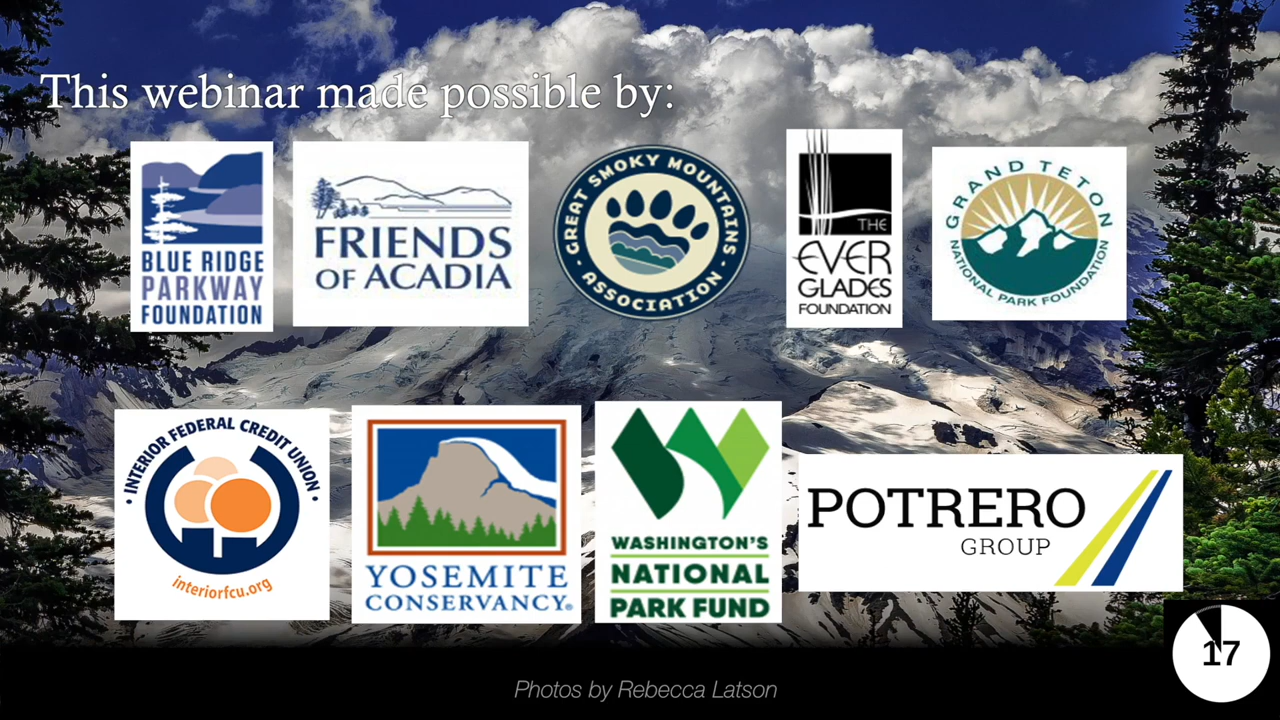 This webinar made possible by:
BLUE RIDGE
PARKWAY
FOUNDATION
FRIENDS
OF ACADIA
GREAT SMOKY MOUNTAINS
• ASSOCIATION •
THE
EVER
GLADES
FOUNDATION
GRAND TETON
NATIONAL PARK FOUNDATION
• INTERIOR FEDERAL CREDIT UNION •
interiorfcu.org
YOSEMITE
CONSERVANCY®
WASHINGTON'S
NATIONAL
PARK FUND
POTRERO
GROUP
17
Photos by Rebecca Latson